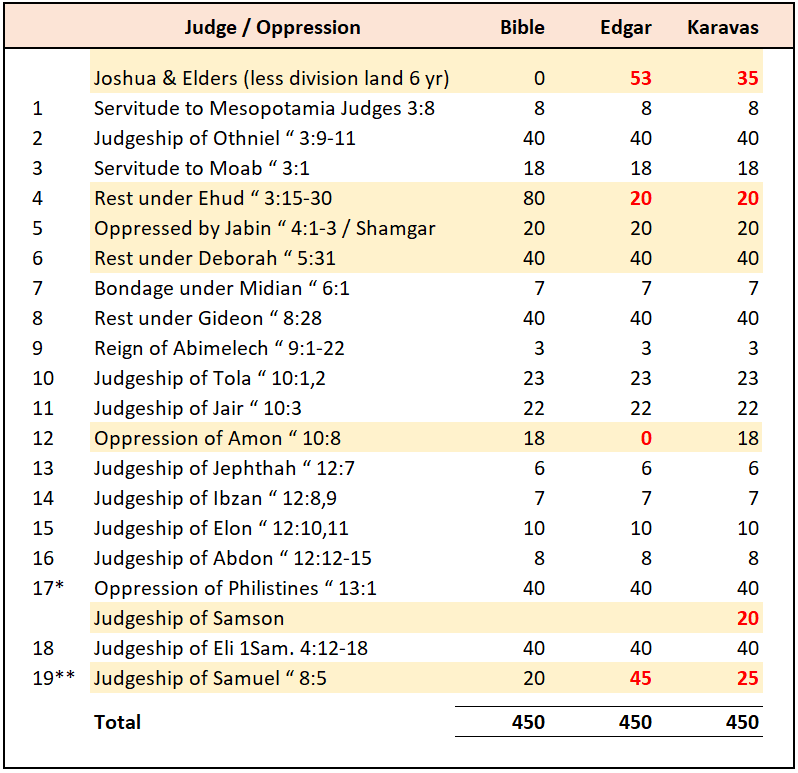 Judge / Oppression Bible Edgar Karavas
Joshua & Elders (less division land 6 yr) 0 53 35
1 Servitude to Mesopotamia Judges 3:8 8 8 8
2 Judgeship of Othniel “ 3:9-11 40 40 40
3 Servitude to Moab “ 3:1 18 18 18
4 Rest under Ehud “ 3:15-30 80 20 20
5 Oppressed by Jabin “ 4:1-3 / Shamgar 20 20 20
6 Rest under Deborah “ 5:31 40 40 40
7 Bondage under Midian “ 6:1 7 7 7
8 Rest under Gideon “ 8:28 40 40 40
9 Reign of Abimelech “ 9:1-22 3 3 3
10 Judgeship of Tola “ 10:1,2 23 23 23
11 Judgeship of Jair “ 10:3 22 22 22
12 Oppression of Amon “ 10:8 18 0 18
13 Judgeship of Jephthah “ 12:7 6 6 6
14 Judgeship of Ibzan “ 12:8,9 7 7 7
15 Judgeship of Elon “ 12:10,11 10 10 10
16 Judgeship of Abdon “ 12:12-15 8 8 8
17* Oppression of Philistines “ 13:1 40 40 40
Judgeship of Samson 20
18 Judgeship of Eli 1Sam. 4:12-18 40 40 40
19** Judgeship of Samuel “ 8:5 20 45 25
Total 450 450 450